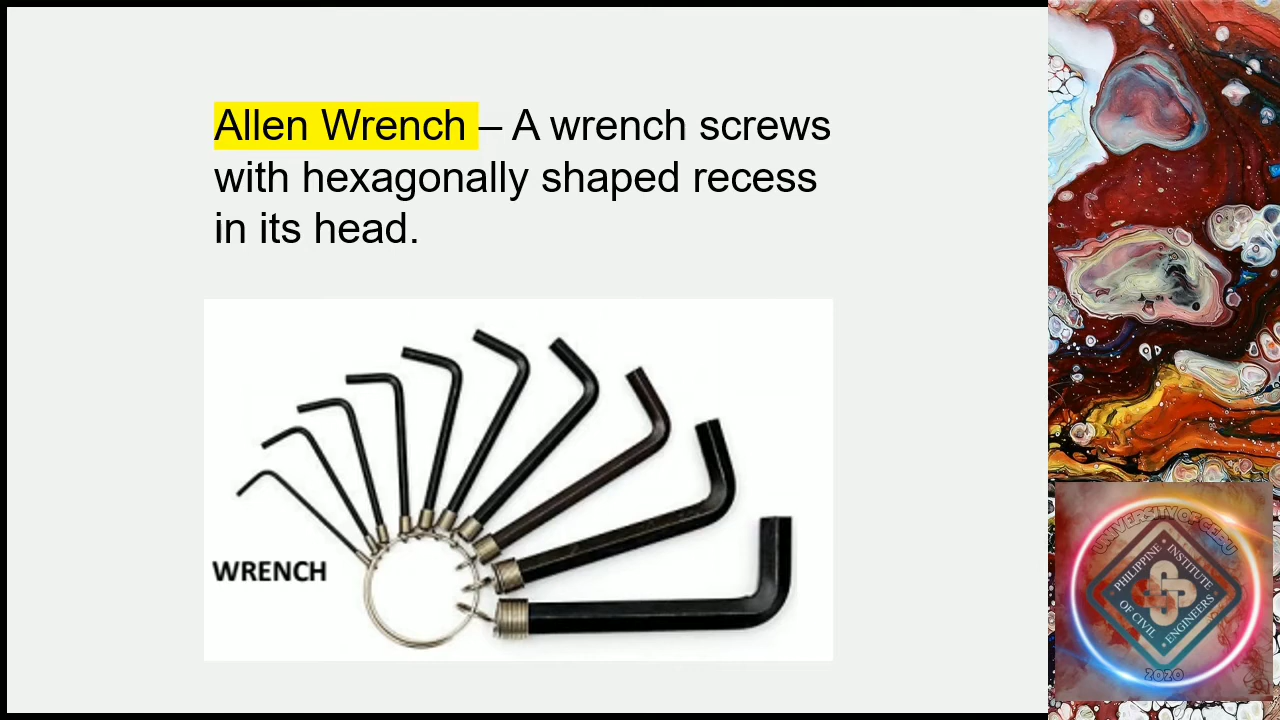 Allen Wrench – A wrench screws
with hexagonally shaped recess
in its head.
WRENCH
UNIVERSITY OF CEBU
PHILIPPINE INSTITUTE
OF CIVIL ENGINEERS
2020